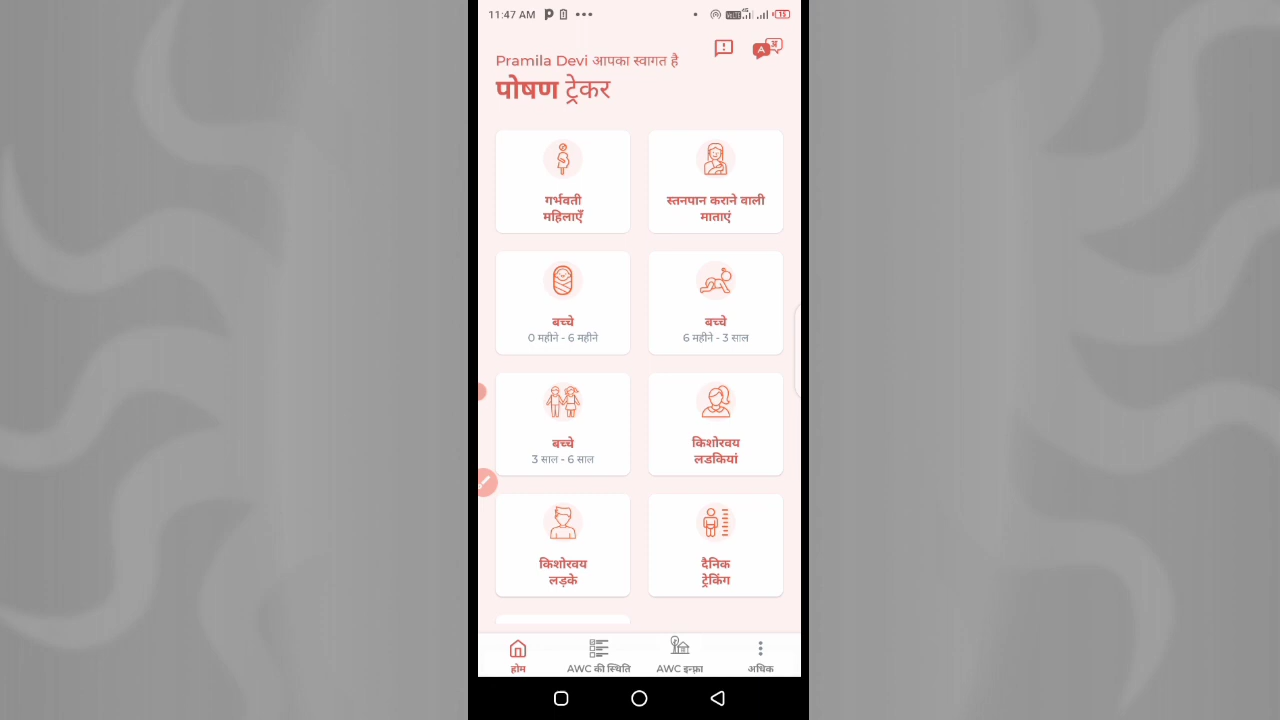 11:47 AM
15
Pramila Devi आपका स्वागत है
पोषण ट्रेकर
गर्भवती
महिलाएँ
स्तनपान कराने वाली
माताएं
बच्चे
0 महीने - 6 महीने
बच्चे
6 महीने - 3 साल
बच्चे
3 साल - 6 साल
किशोरवय
लडकियां
किशोरवय
लड़के
दैनिक
ट्रेकिंग
होम
AWC की स्थिति
AWC इन्फ्रा
अधिक